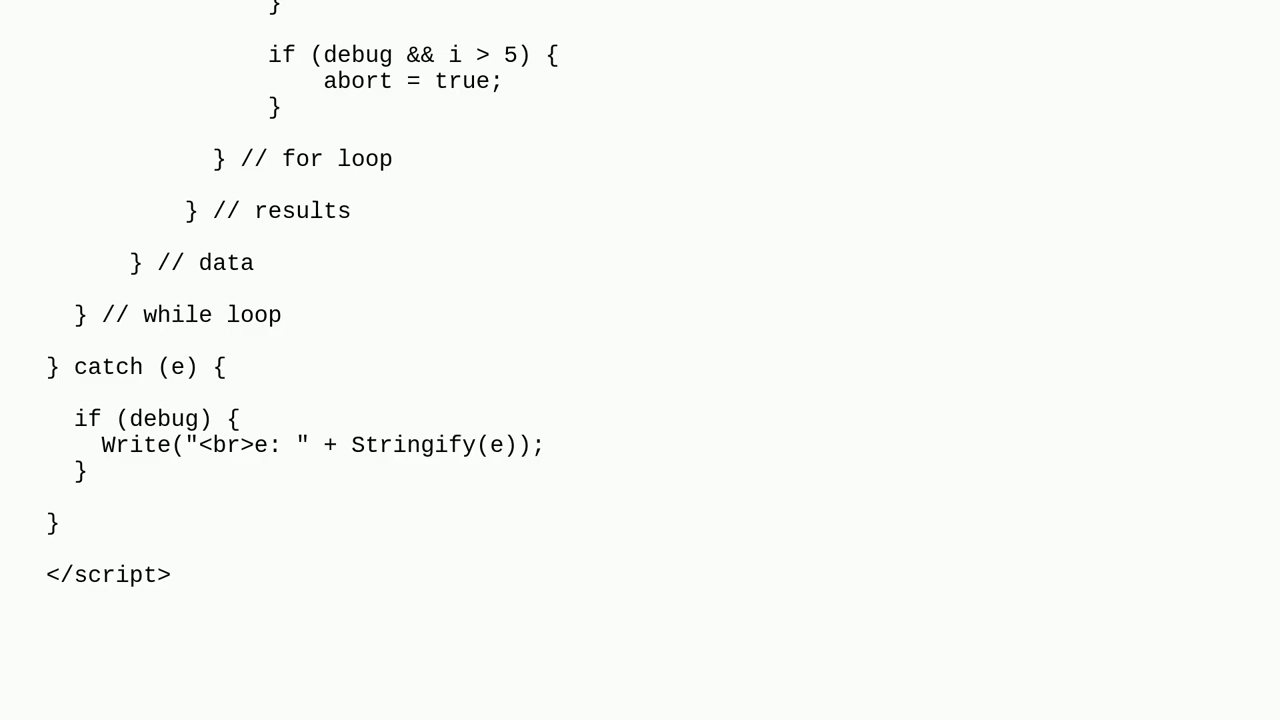 }
if (debug && i > 5) {
abort = true;
}
} // for loop
} // results
} // data
} // while loop
} catch (e) {
if (debug) {
Write("<br>e: " + Stringify(e));
}
}
</script>